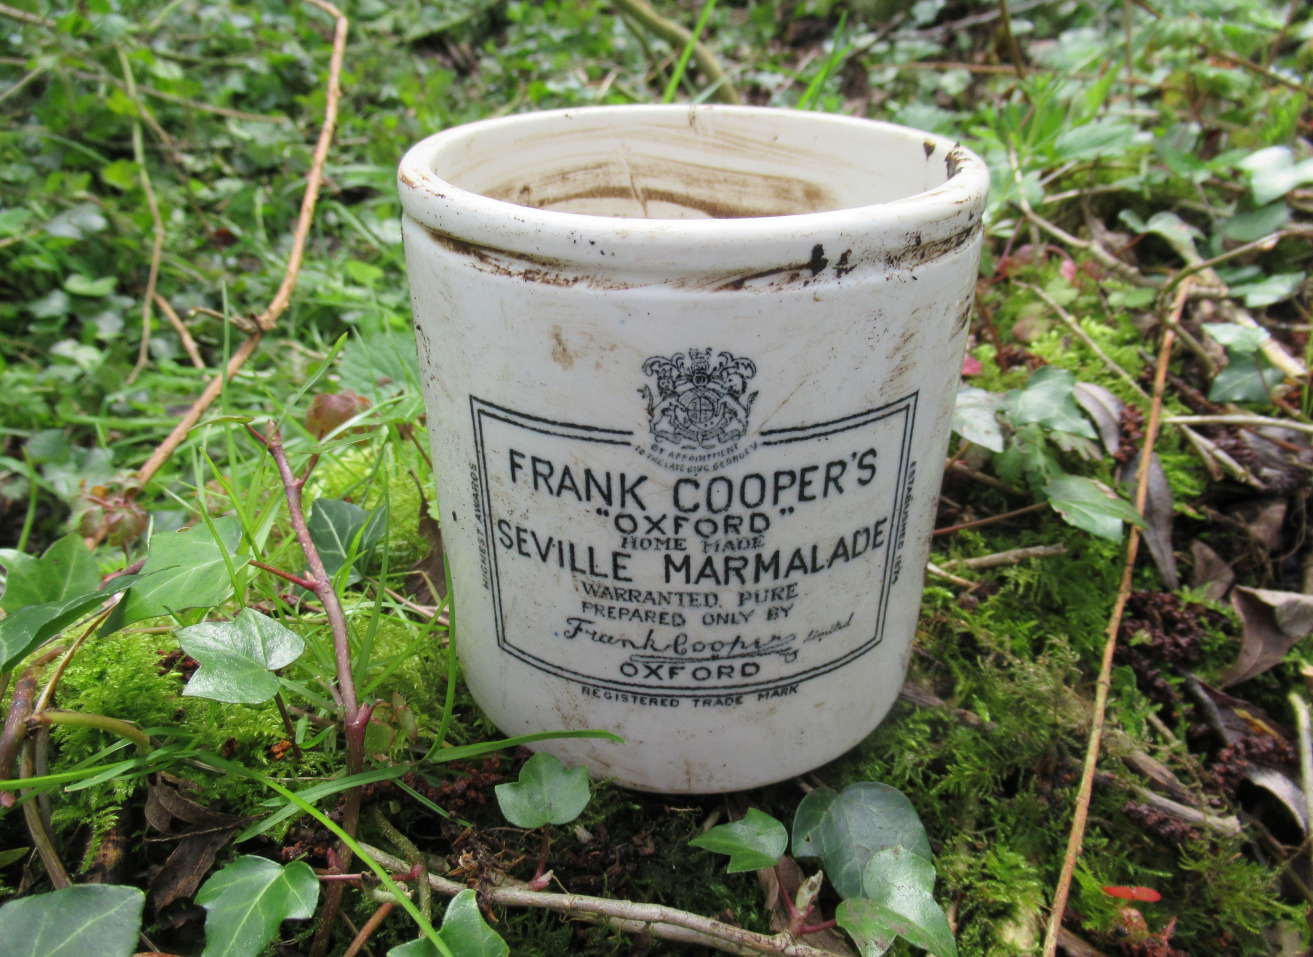 BY APPOINTMENT
TO THE LATE KING GEORGE V
FRANK COOPER'S
"OXFORD"
HOME MADE
SEVILLE MARMALADE
WARRANTED PURE
PREPARED ONLY BY
Frank Cooper Limited
OXFORD
REGISTERED TRADE MARK
HIGHEST AWARDS
ESTABLISHED